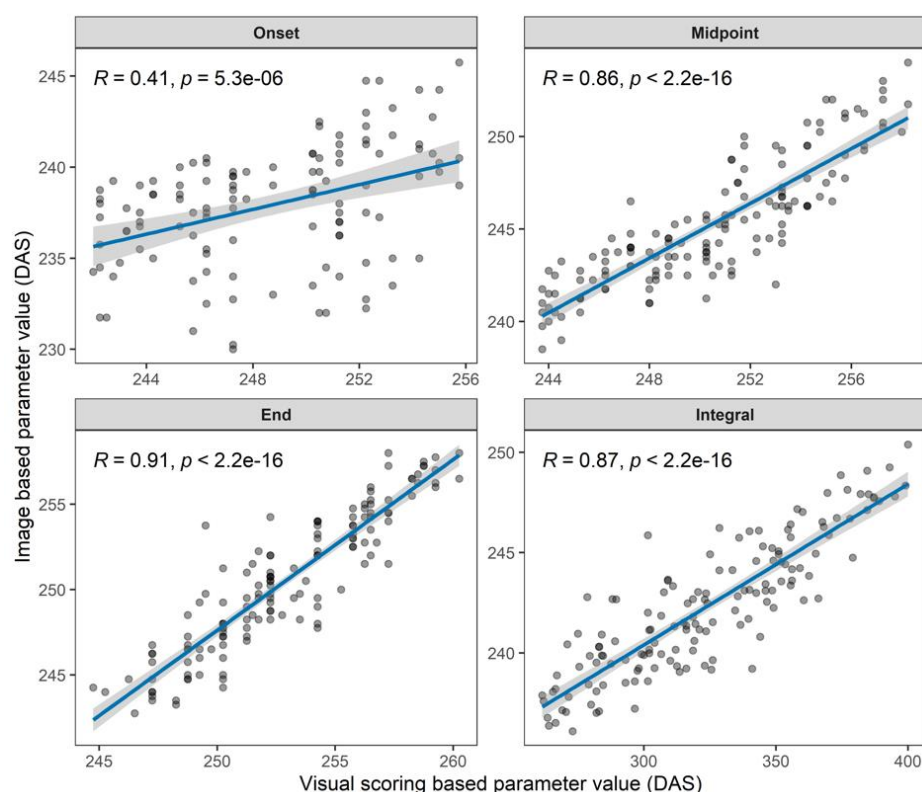 Onset
Midpoint
R = 0.41, p = 5.3e-06
R = 0.86, p < 2.2e-16
245
240
235
230
250
245
240
244
248
252
256
244
248
252
256
End
Integral
R = 0.91, p < 2.2e-16
R = 0.87, p < 2.2e-16
255
250
245
250
245
240
245
250
255
260
300
350
400
Image based parameter value (DAS)
Visual scoring based parameter value (DAS)